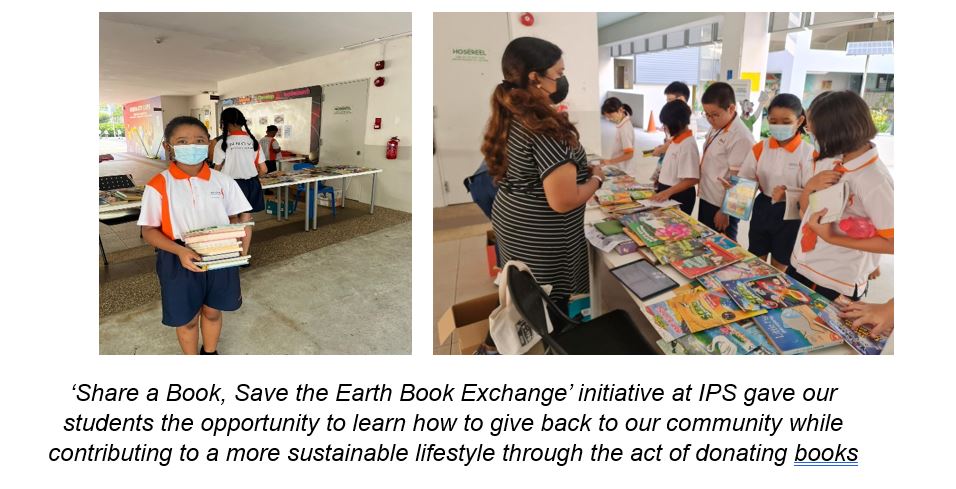 HOSEREEL
‘Share a Book, Save the Earth Book Exchange’ initiative at IPS gave our
students the opportunity to learn how to give back to our community while
contributing to a more sustainable lifestyle through the act of donating books